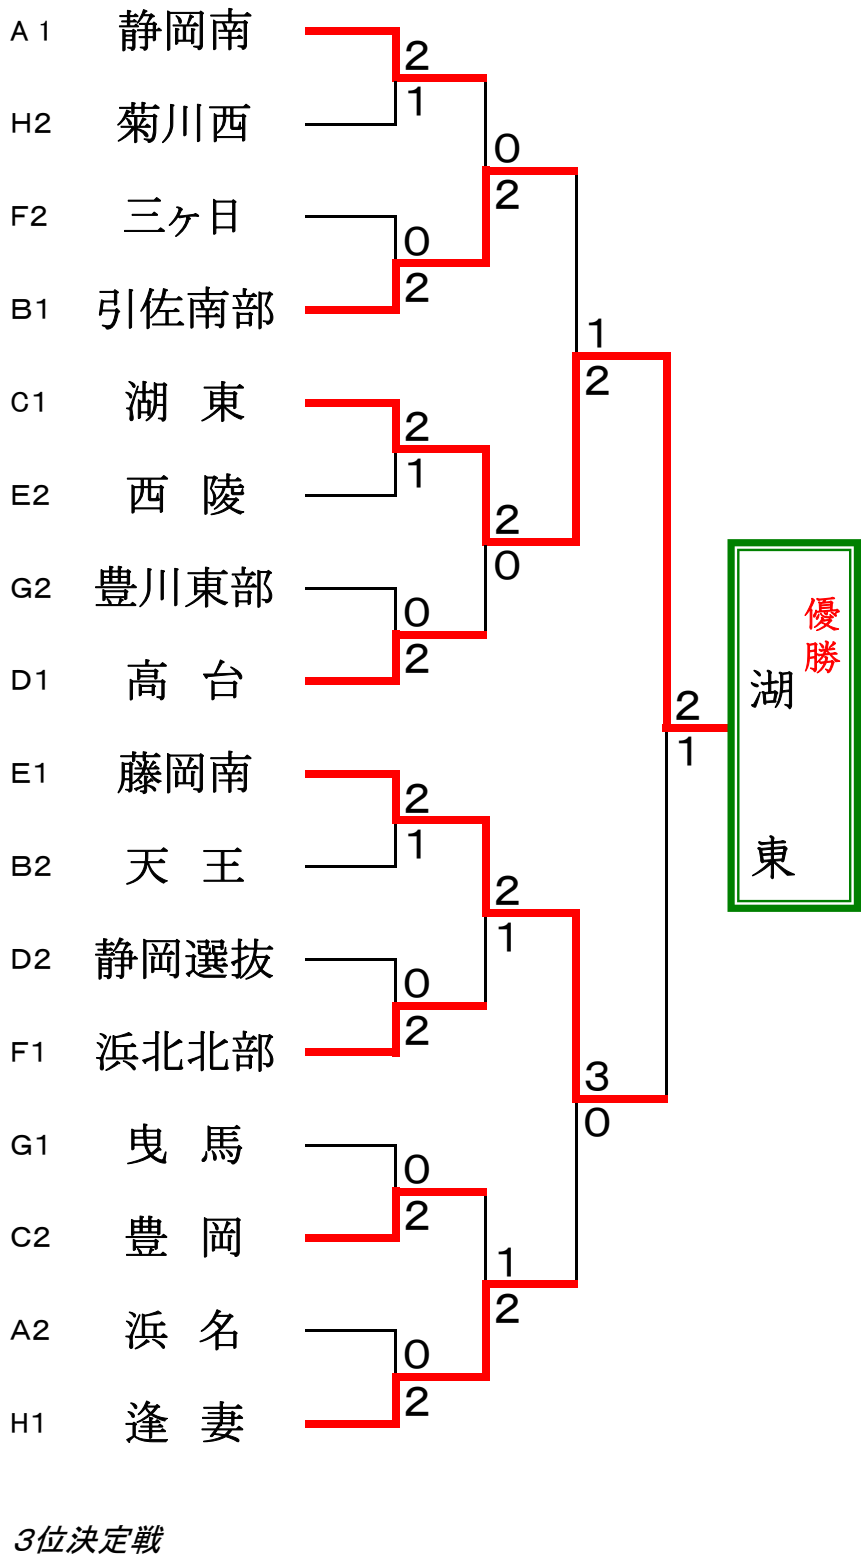 A1 静岡南
2
1
H2 菊川西
0
2
F2 三ヶ日
0
2
B1 引佐南部
1
2
C1 湖東
2
1
E2 西陵
2
0
G2 豊川東部
0
2
D1 高台
2
1
優勝
湖東
E1 藤岡南
2
1
B2 天王
2
1
D2 静岡選抜
0
2
F1 浜北北部
3
0
G1 曳馬
0
2
C2 豊岡
1
2
A2 浜名
0
2
H1 逢妻
3位決定戦